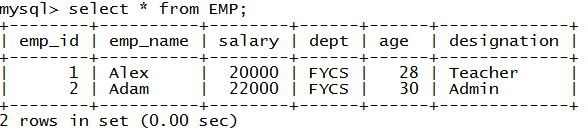 mysql> select * from EMP;
+--------+----------+--------+------+------+-------------+
| emp_id | emp_name | salary | dept | age  | designation |
+--------+----------+--------+------+------+-------------+
|      1 | Alex     |  20000 | FYCS |   28 | Teacher     |
|      2 | Adam     |  22000 | FYCS |   30 | Admin       |
+--------+----------+--------+------+------+-------------+
2 rows in set (0.00 sec)